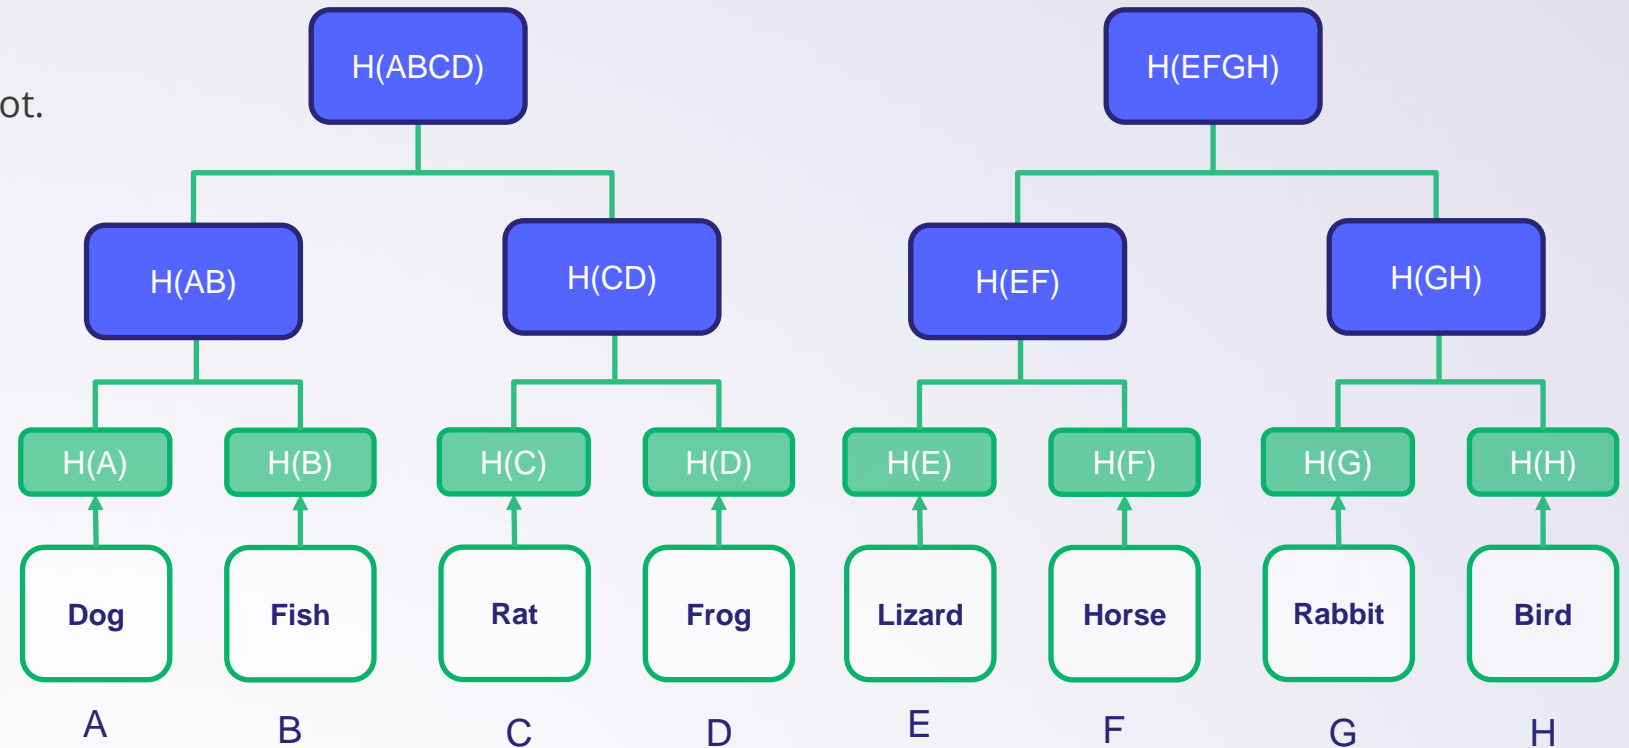 H(ABCD) H(EFGH)
ot.
H(AB) H(CD) H(EF) H(GH)
H(A) H(B) H(C) H(D) H(E) H(F) H(G) H(H)
Dog Fish Rat Frog Lizard Horse Rabbit Bird
A B C D E F G H